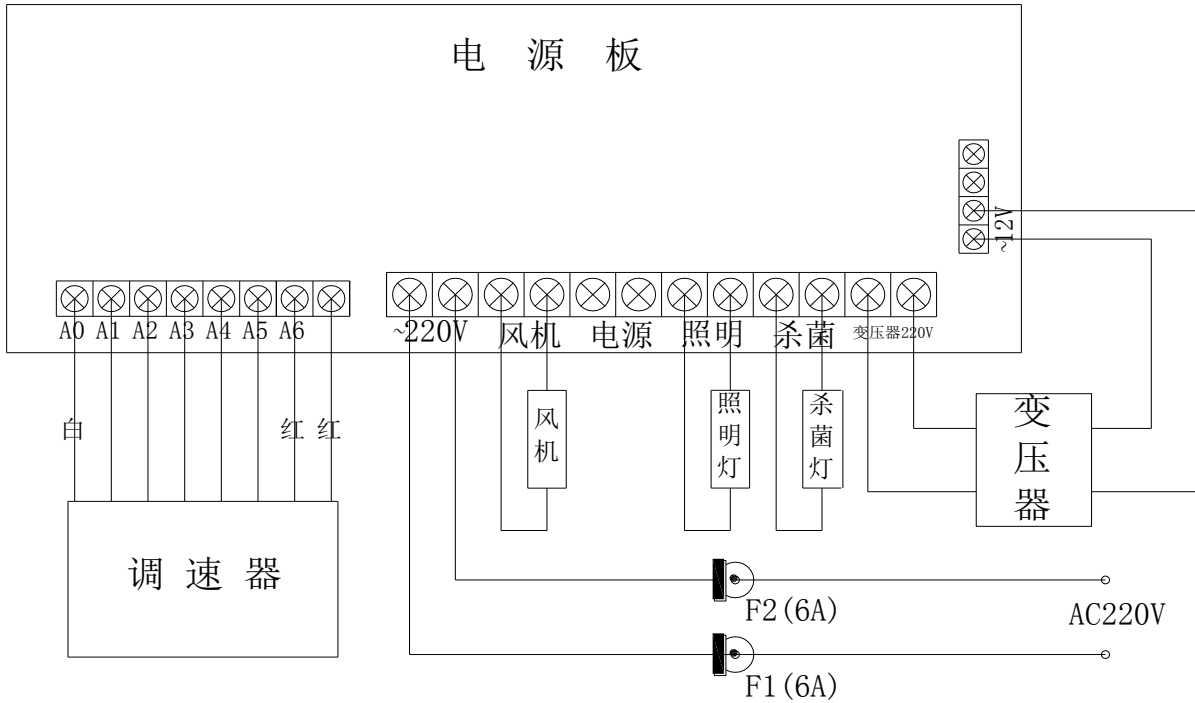 电源板
~12V
A0 A1 A2 A3 A4 A5 A6
~220V 风机 电源 照明 杀菌 变压器220V
白 红 红
风机
照明灯
杀菌灯
变压器
调速器
F2(6A)
AC220V
F1(6A)